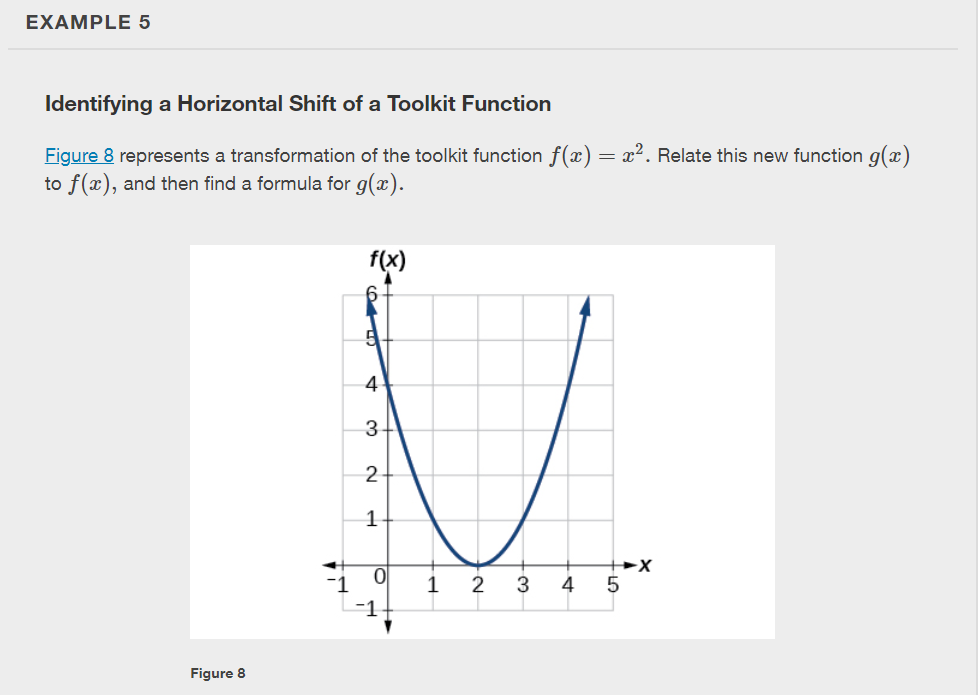 EXAMPLE 5
Identifying a Horizontal Shift of a Toolkit Function
Figure 8 represents a transformation of the toolkit function f(x) = x². Relate this new function g(x)
to f(x), and then find a formula for g(x).
f(x)
6
5
4
3
2
1
x
−1 0 1 2 3 4 5
−1
Figure 8